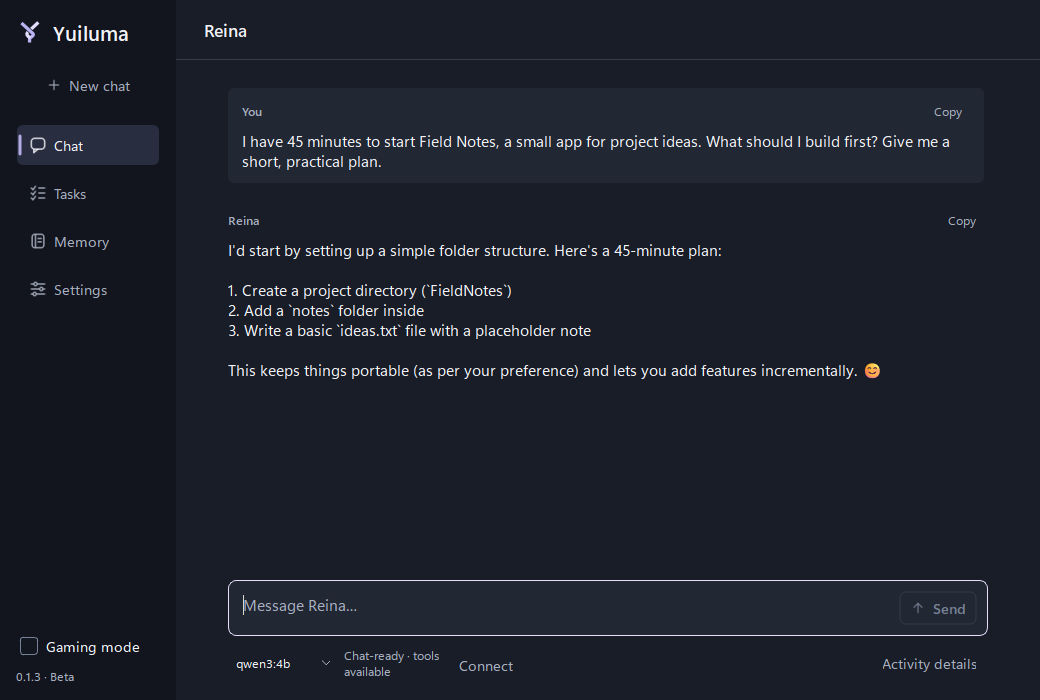 Yuiluma
Reina
+ New chat
Chat
Tasks
Memory
Settings
You
Copy
I have 45 minutes to start Field Notes, a small app for project ideas. What should I build first? Give me a
short, practical plan.
Reina
Copy
I'd start by setting up a simple folder structure. Here's a 45-minute plan:
1. Create a project directory (`FieldNotes`)
2. Add a `notes` folder inside
3. Write a basic `ideas.txt` file with a placeholder note
This keeps things portable (as per your preference) and lets you add features incrementally. 😊
Message Reina...
↑ Send
Gaming mode
0.1.3 · Beta
qwen3:4b
Chat-ready · tools
available
Connect
Activity details